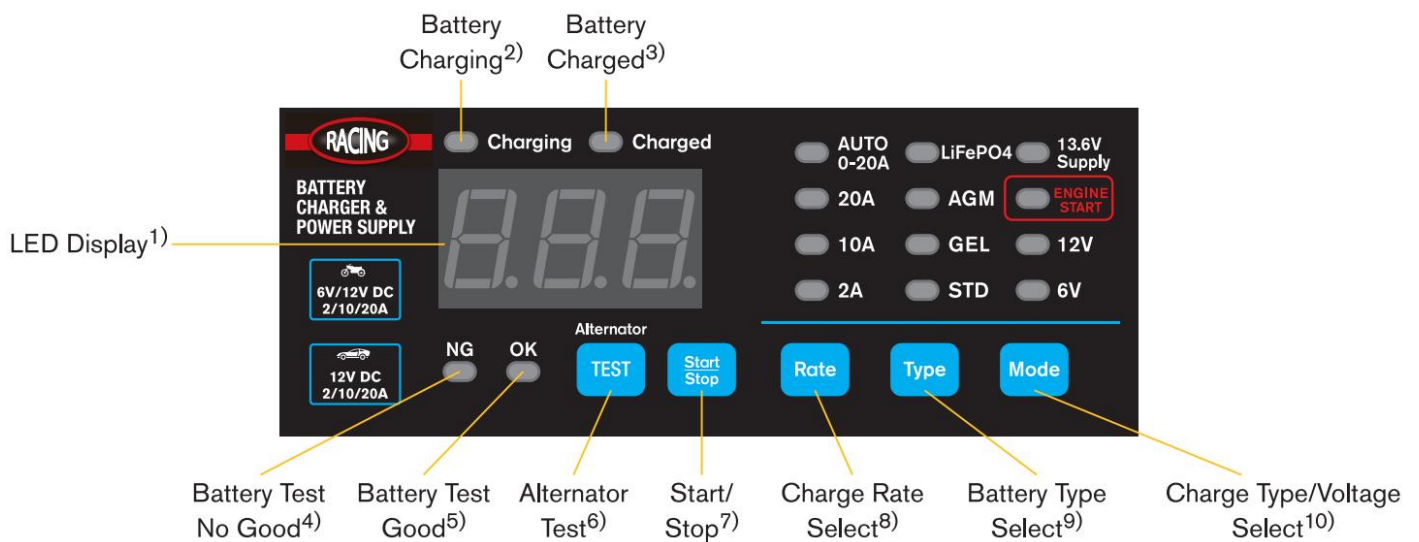 Battery
Charging2)
Battery
Charged3)
RACING
Charging
Charged
BATTERY
CHARGER &
POWER SUPPLY
LED Display1)
6V/12V DC
2/10/20A
12V DC
2/10/20A
8.8.8.
AUTO
0-20A
LiFePO4
13.6V
Supply
20A
AGM
ENGINE
START
10A
GEL
12V
2A
STD
6V
NG
OK
Alternator
TEST
Start
Stop
Rate
Type
Mode
Battery Test
No Good4)
Battery Test
Good5)
Alternator
Test6)
Start/
Stop7)
Charge Rate
Select8)
Battery Type
Select9)
Charge Type/Voltage
Select10)